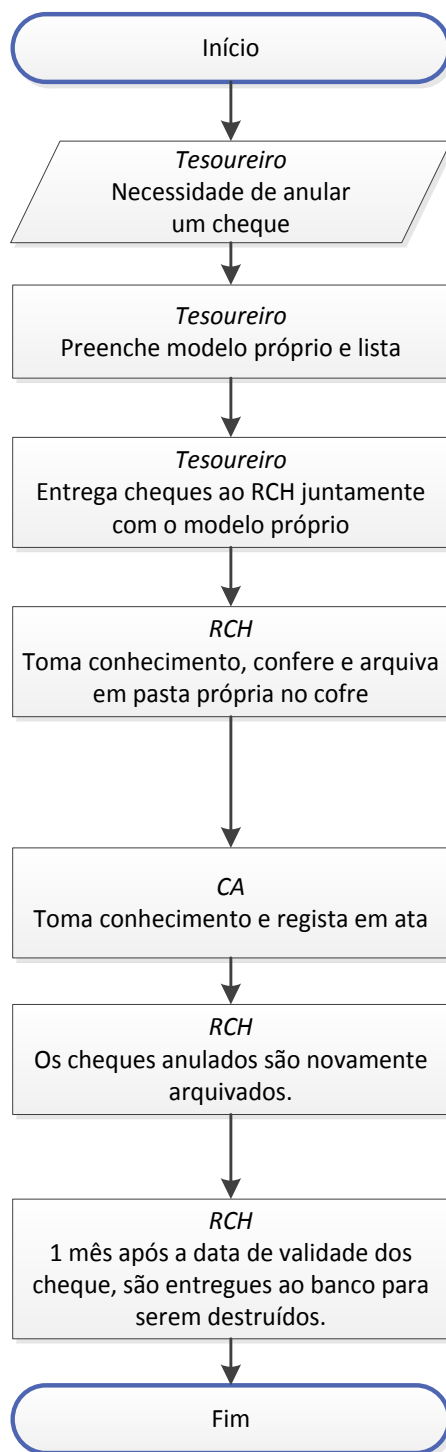 Início
Tesoureiro
Necessidade de anular
um cheque
Tesoureiro
Preenche modelo próprio e lista
Tesoureiro
Entrega cheques ao RCH juntamente
com o modelo próprio
RCH
Toma conhecimento, confere e arquiva
em pasta própria no cofre
CA
Toma conhecimento e regista em ata
RCH
Os cheques anulados são novamente
arquivados.
RCH
1 mês após a data de validade dos
cheque, são entregues ao banco para
serem destruídos.
Fim